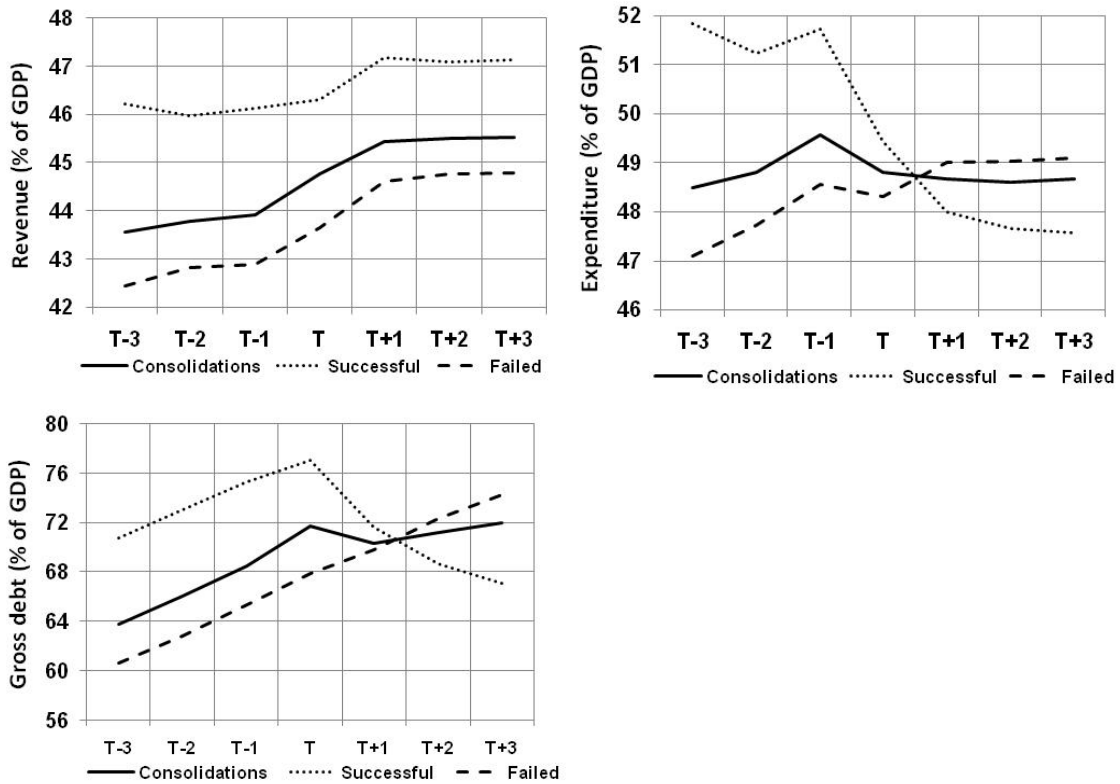 Revenue (% of GDP)
48
47
46
45
44
43
42
T-3 T-2 T-1 T T+1 T+2 T+3
Consolidations Successful Failed
Expenditure (% of GDP)
52
51
50
49
48
47
46
T-3 T-2 T-1 T T+1 T+2 T+3
Consolidations Successful Failed
Gross debt (% of GDP)
80
76
72
68
64
60
56
T-3 T-2 T-1 T T+1 T+2 T+3
Consolidations Successful Failed